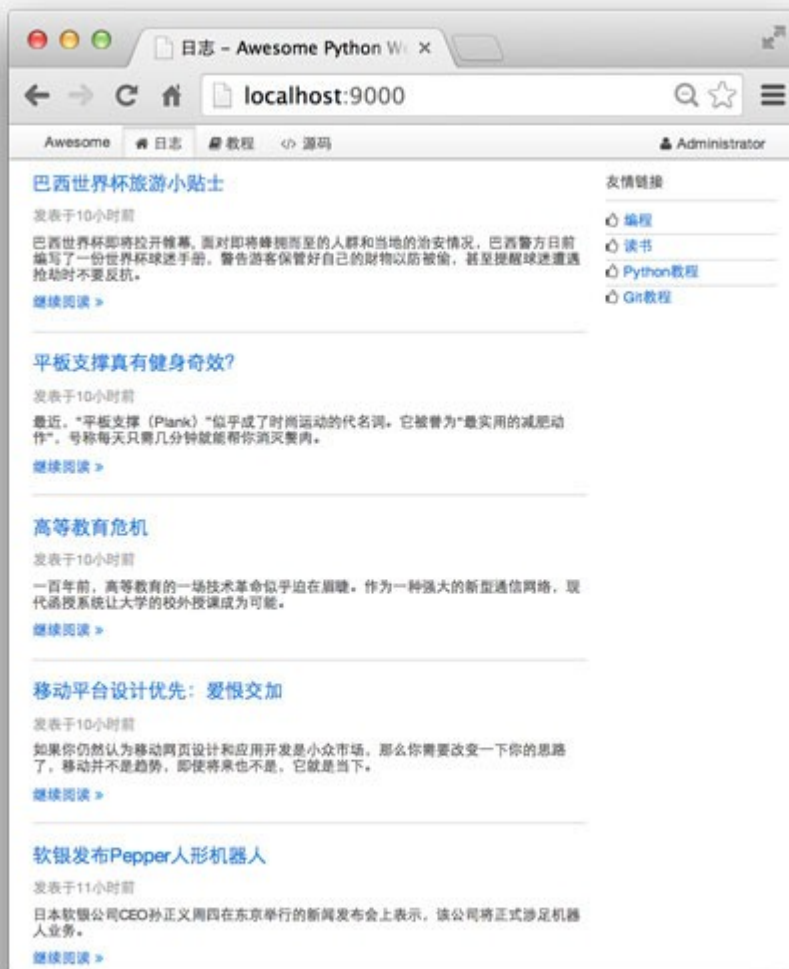 日志 - Awesome Python W
localhost:9000
Awesome 日志 教程 </> 源码 Administrator
巴西世界杯旅游小贴士
发表于10小时前
巴西世界杯即将拉开帷幕, 面对即将蜂拥而至的人群和当地的治安情况，巴西警方日前
编写了一份世界杯球迷手册，警告游客保管好自己的财物以防被偷，甚至提醒球迷遭遇
抢劫时不要反抗。
继续阅读 »
平板支撑真有健身奇效?
发表于10小时前
最近，"平板支撑（Plank）"似乎成了时尚运动的代名词。它被誉为"最实用的减肥动
作"，号称每天只需几分钟就能帮你消灭赘肉。
继续阅读 »
高等教育危机
发表于10小时前
一百年前，高等教育的一场技术革命似乎迫在眉睫。作为一种强大的新型通信网络，现
代函授系统让大学的校外授课成为可能。
继续阅读 »
移动平台设计优先：爱恨交加
发表于10小时前
如果你仍然认为移动网页设计和应用开发是小众市场，那么你需要改变一下你的思路
了，移动并不是趋势，即使将来也不是，它就是当下。
继续阅读 »
软银发布Pepper人形机器人
发表于11小时前
日本软银公司CEO孙正义周四在东京举行的新闻发布会上表示，该公司将正式涉足机器
人业务。
继续阅读 »
友情链接
编程
读书
Python教程
Git教程